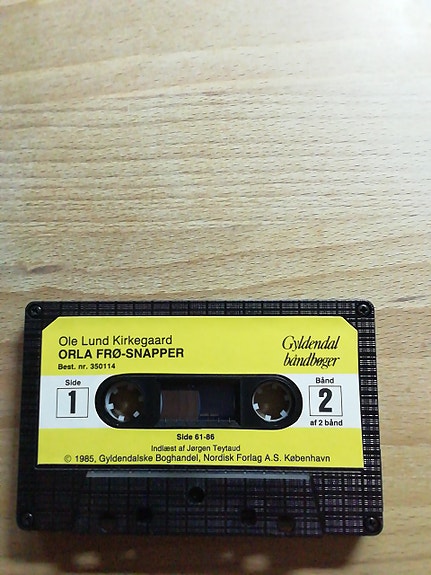 Ole Lund Kirkegaard
ORLA FRØ-SNAPPER
Best. nr. 350114
Gyldendal
båndbøger
Side
1
Bånd
2
af 2 bånd
Side 61-86
Indlæst af Jørgen Teytaud
© 1985, Gyldendalske Boghandel, Nordisk Forlag A.S. København